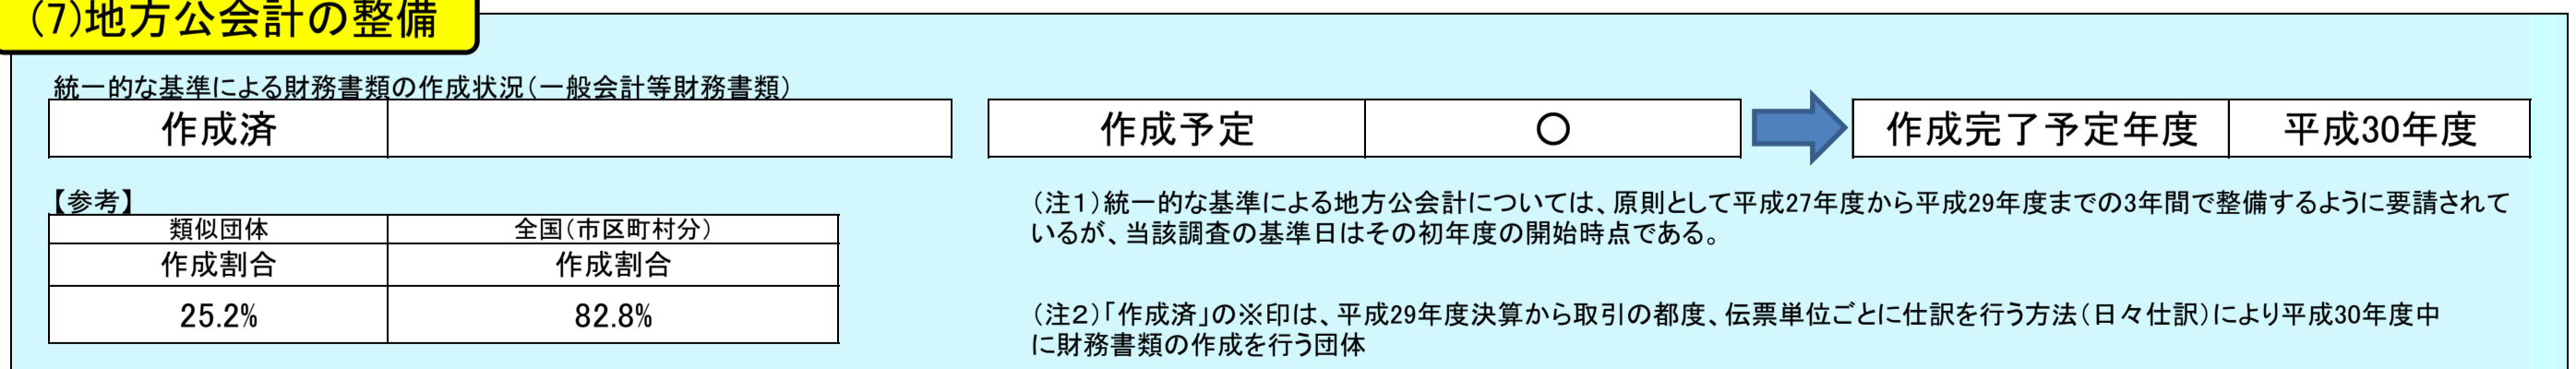 (7)地方公会計の整備
統一的な基準による財務書類の作成状況(一般会計等財務書類)
作成済
作成予定 ○ 作成完了予定年度 平成30年度
【参考】
類似団体 全国(市区町村分)
作成割合 作成割合
25.2% 82.8%
(注1)統一的な基準による地方公会計については、原則として平成27年度から平成29年度までの3年間で整備するように要請されて
いるが、当該調査の基準日はその初年度の開始時点である。
(注2)「作成済」の※印は、平成29年度決算から取引の都度、伝票単位ごとに仕訳を行う方法(日々仕訳)により平成30年度中
に財務書類の作成を行う団体